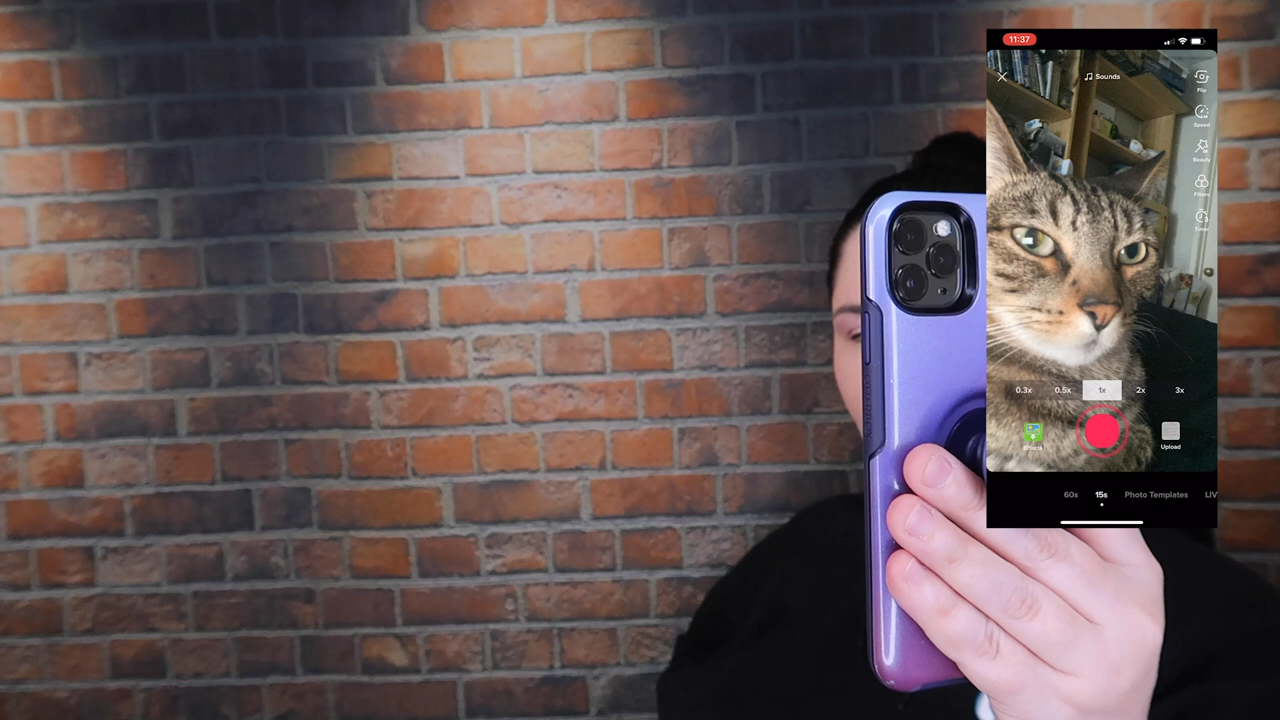 11:37
Sounds
Flip
Speed
Beauty
Filters
Timer
0.3x 0.5x 1x 2x 3x
Effects
Upload
60s 15s Photo Templates LIV